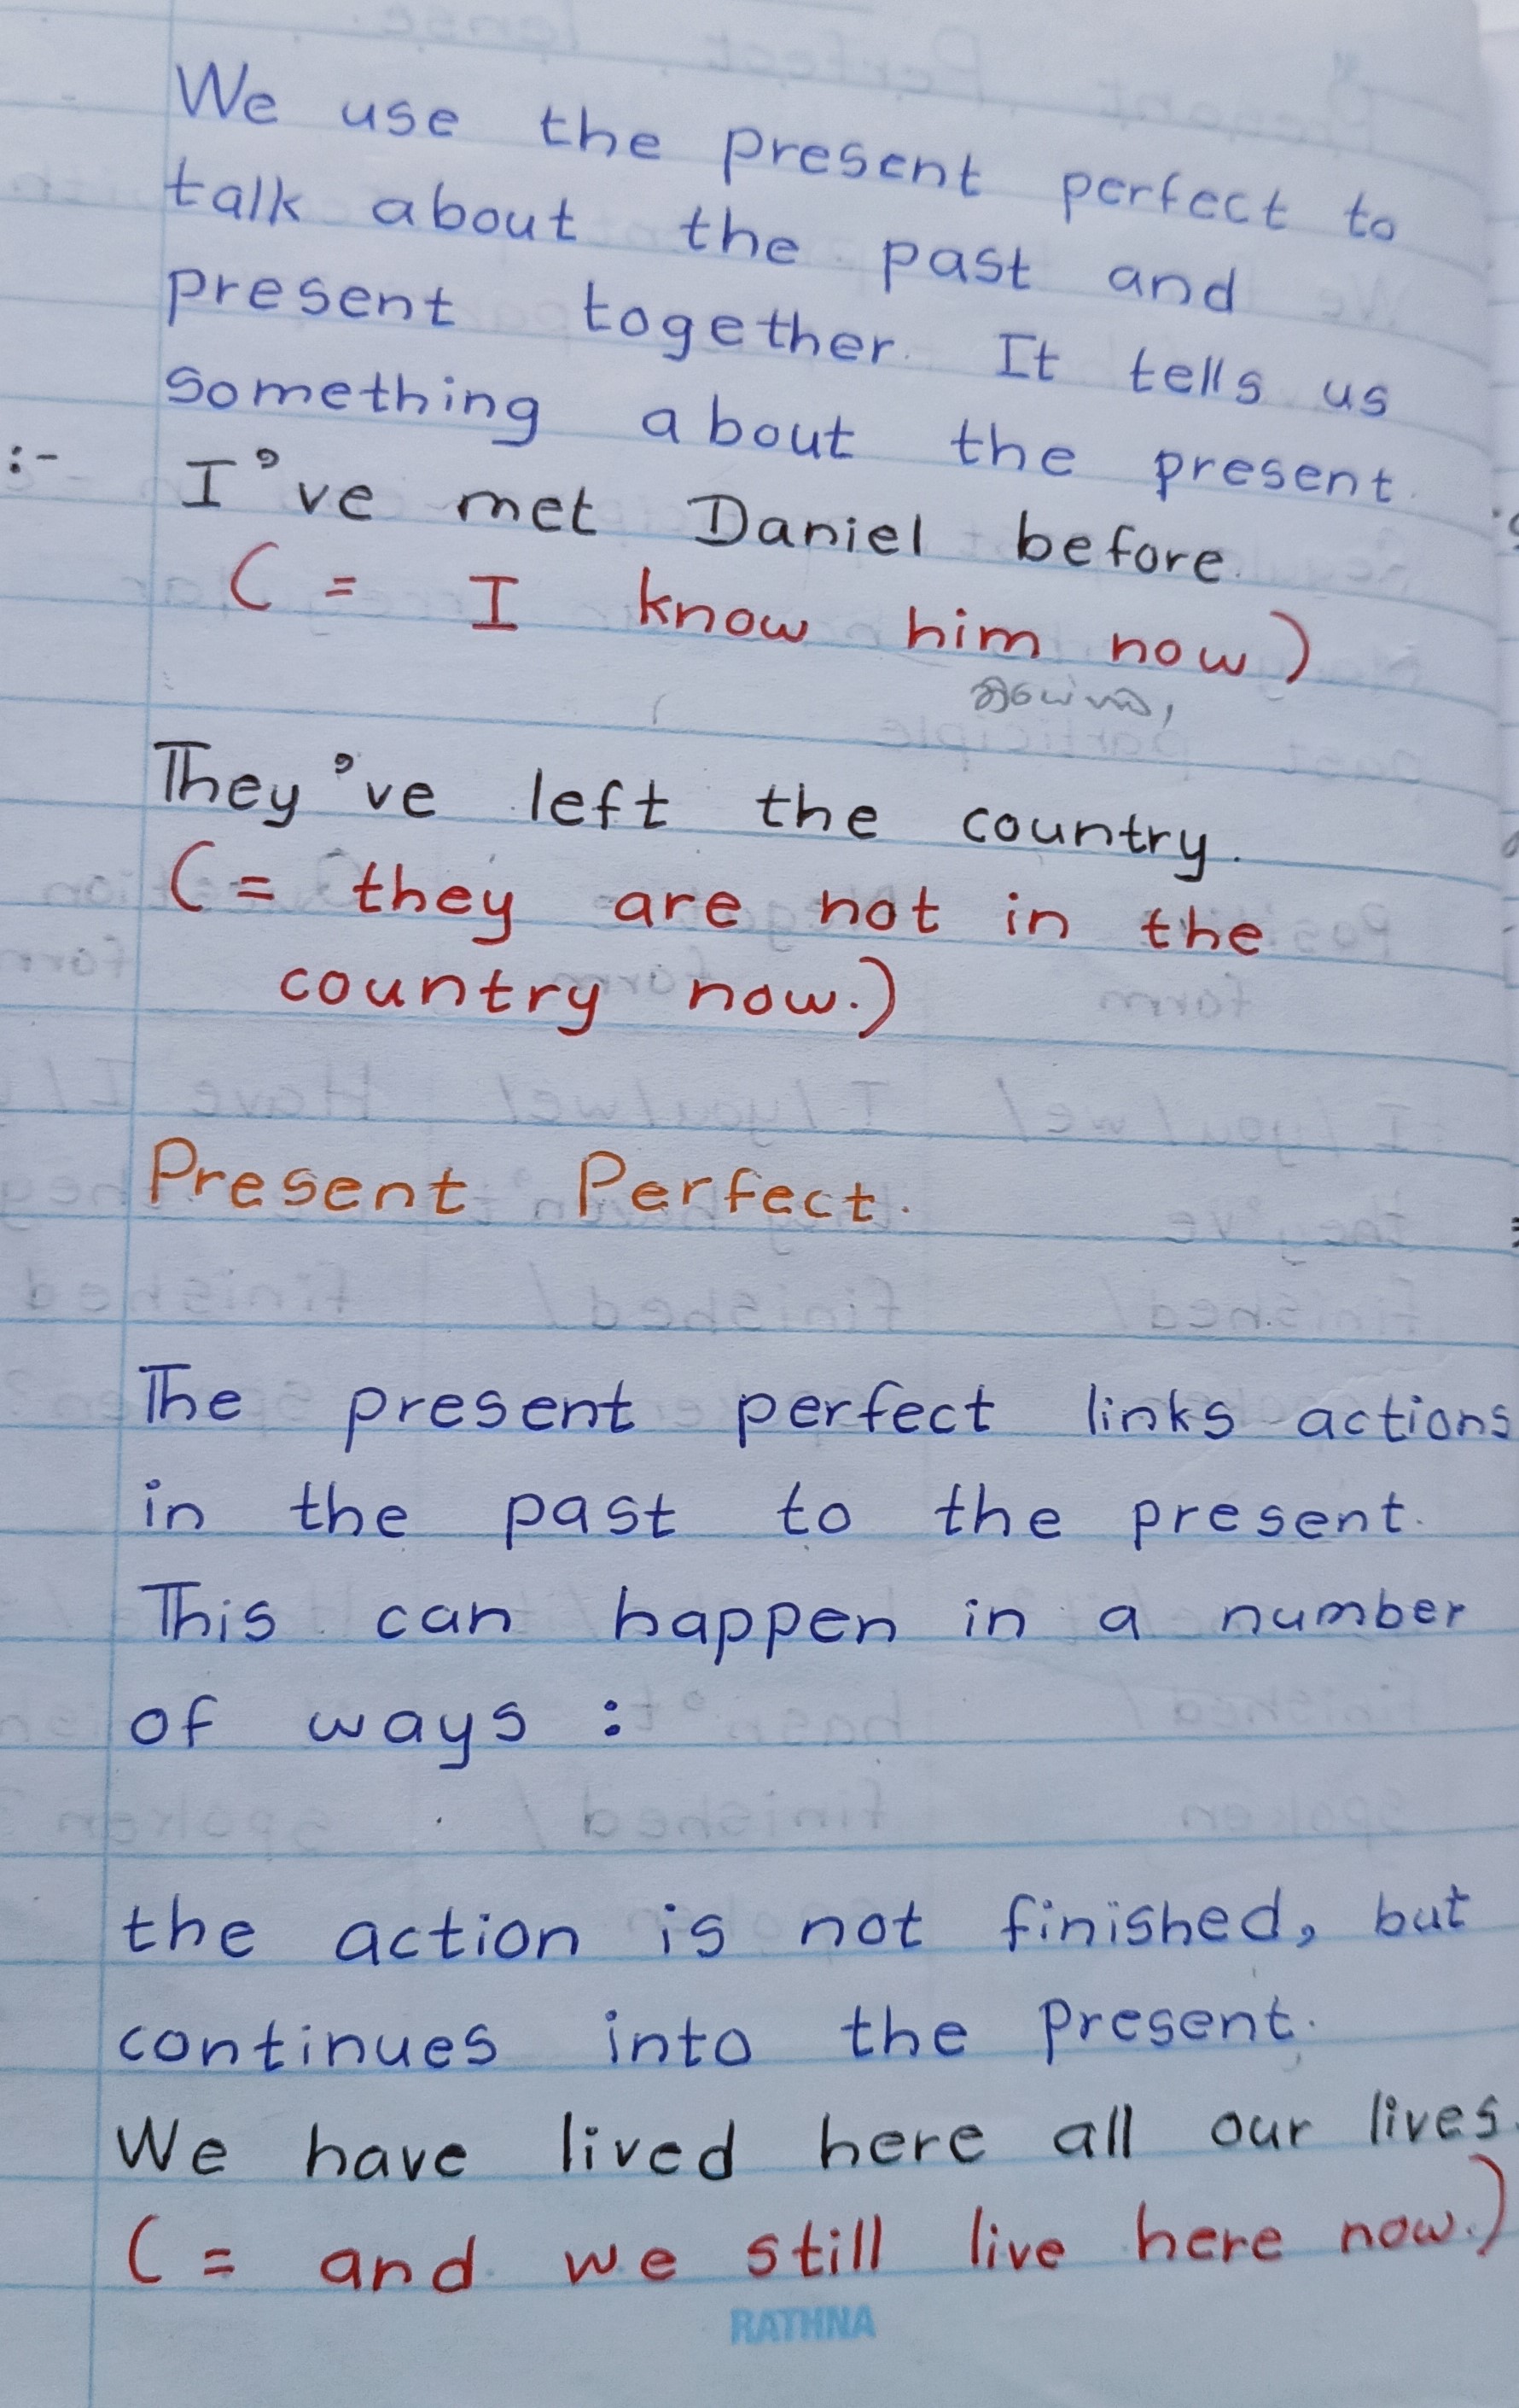 We use the present perfect to
talk about the past and
present together. It tells us
something about the present.
:- I've met Daniel before.
(= I know him now)
They've left the country.
(= they are not in the
country now.)
Present Perfect.
The present perfect links actions
in the past to the present.
This can happen in a number
of ways :
the action is not finished, but
continues into the present.
We have lived here all our lives.
(= and we still live here now.)
RATHNA